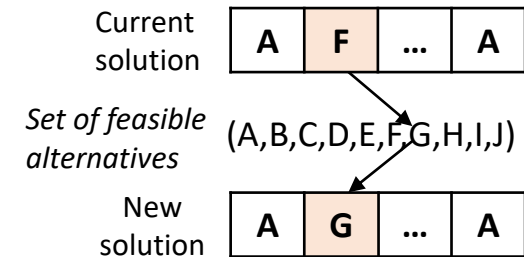 Current
solution
A F ... A
Set of feasible
alternatives
(A,B,C,D,E,F,G,H,I,J)
New
solution
A G ... A